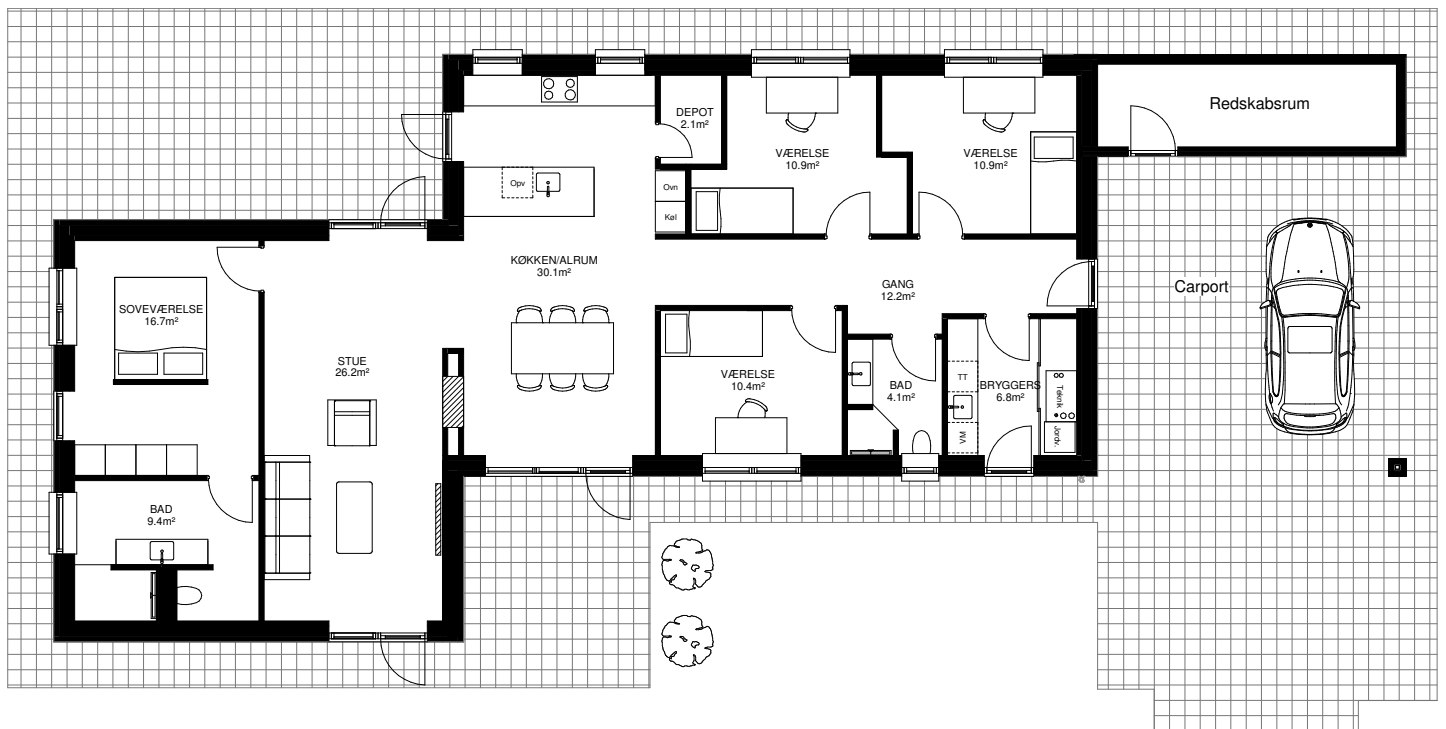 Redskabsrum
DEPOT
2.1m²
VÆRELSE
10.9m²
VÆRELSE
10.9m²
Opv
Ovn
Køl
KØKKEN/ALRUM
30.1m²
GANG
12.2m²
Carport
SOVEVÆRELSE
16.7m²
STUE
26.2m²
VÆRELSE
10.4m²
BAD
4.1m²
TT
BRYGGERS
6.8m²
Teknik
VM
Jordv.
BAD
9.4m²